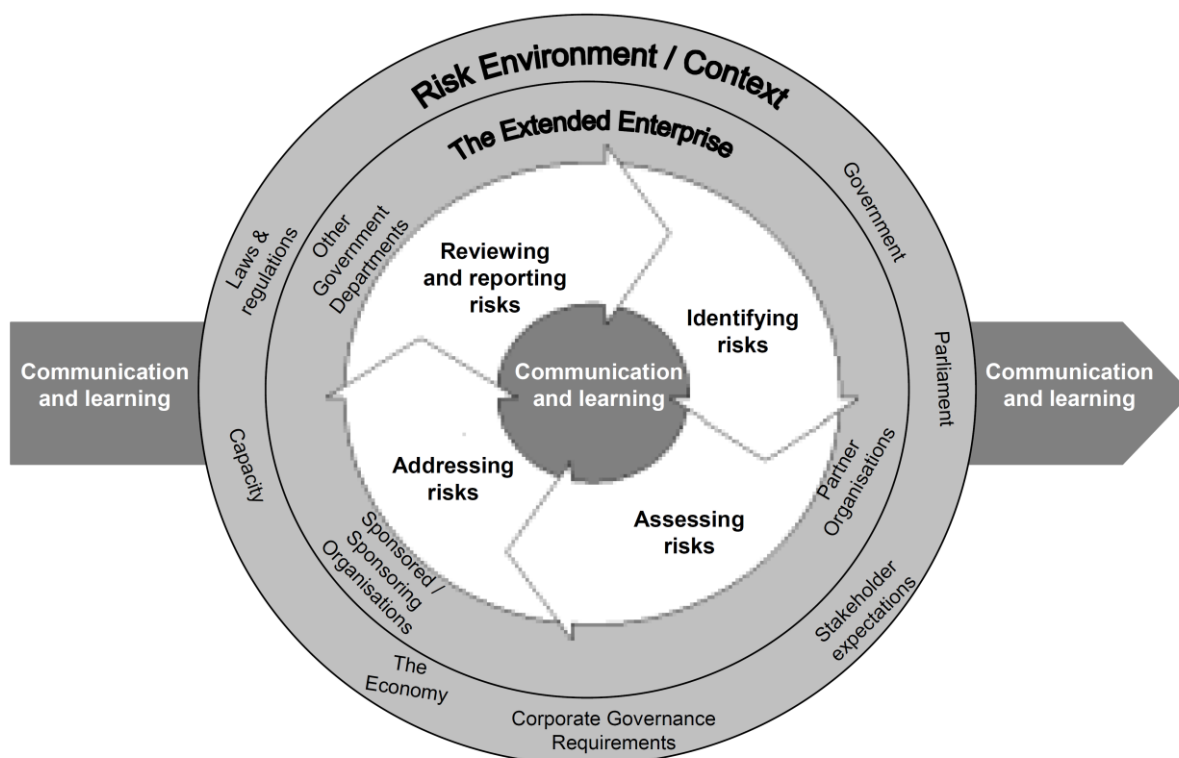 Risk Environment / Context
The Extended Enterprise
Government
Laws &
regulations
Other
Government
Departments
Reviewing
and reporting
risks
Identifying
risks
Parliament
Communication
and learning
Communication
and learning
Communication
and learning
Capacity
Addressing
risks
Assessing
risks
Partner
Organisations
Sponsored /
Sponsoring
Organisations
Stakeholder
expectations
The
Economy
Corporate Governance
Requirements